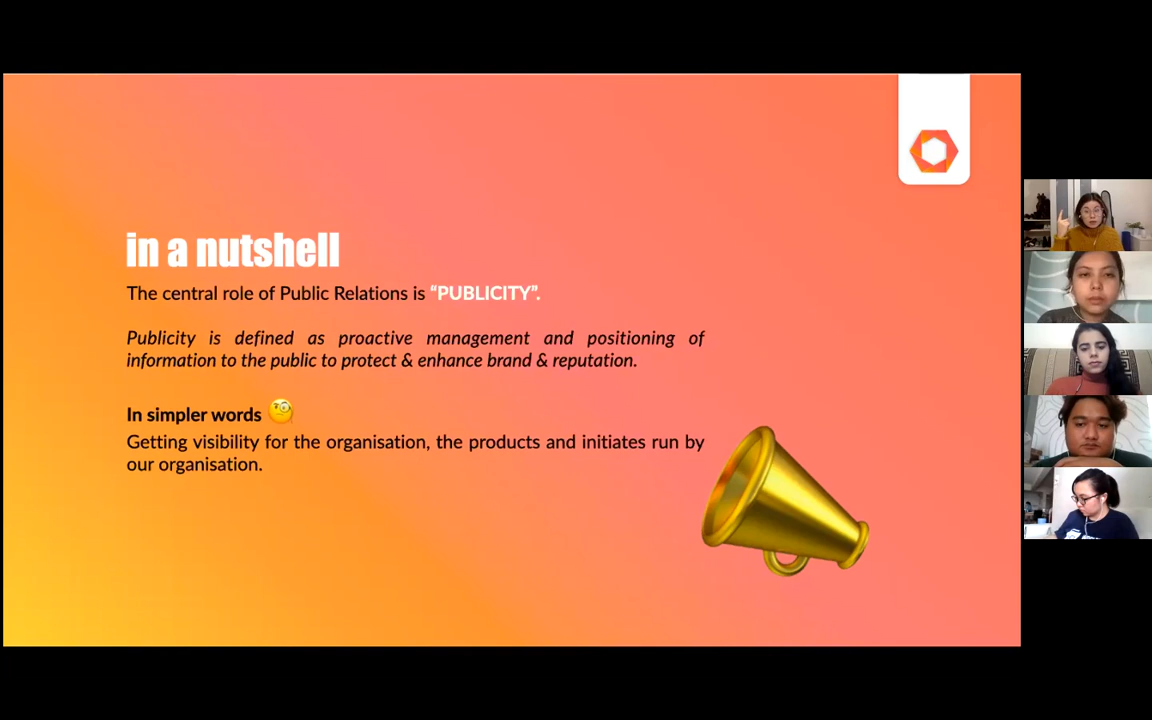 in a nutshell
The central role of Public Relations is “PUBLICITY”.
Publicity is defined as proactive management and positioning of
information to the public to protect & enhance brand & reputation.
In simpler words 🧐
Getting visibility for the organisation, the products and initiates run by
our organisation.